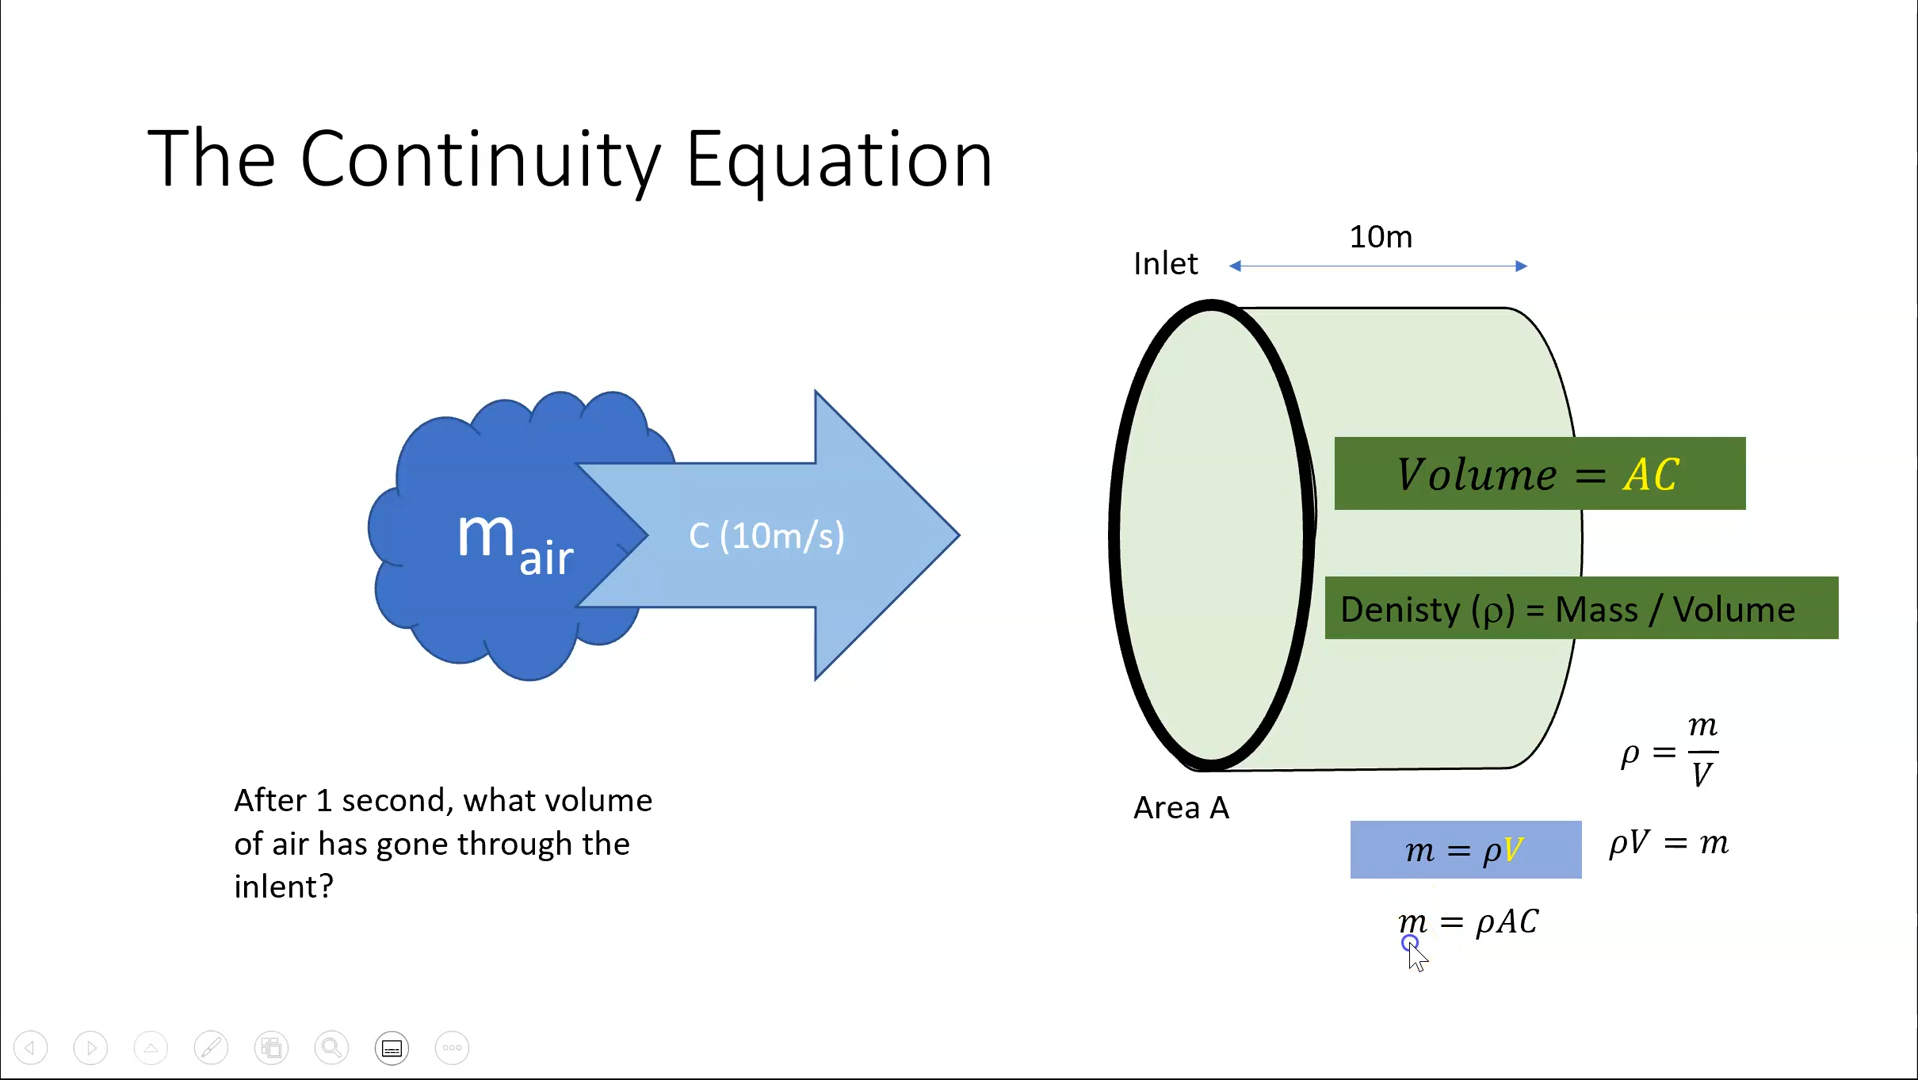 The Continuity Equation
10m
Inlet
m_air
C (10m/s)
Volume = AC
Denisty (ρ) = Mass / Volume
ρ = m/V
Area A
After 1 second, what volume
of air has gone through the
inlent?
m = ρV
ρV = m
m = ρAC